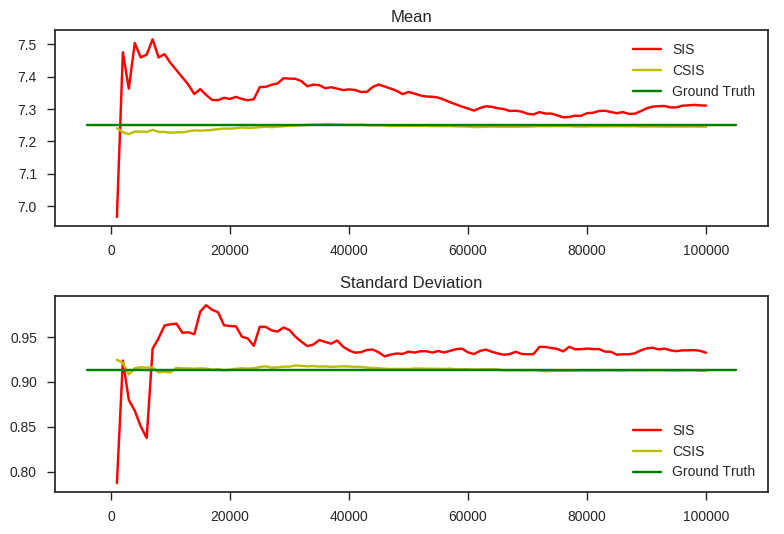 Mean
7.5
7.4
7.3
7.2
7.1
7.0
SIS
CSIS
Ground Truth
0 20000 40000 60000 80000 100000
Standard Deviation
0.95
0.90
0.85
0.80
SIS
CSIS
Ground Truth
0 20000 40000 60000 80000 100000